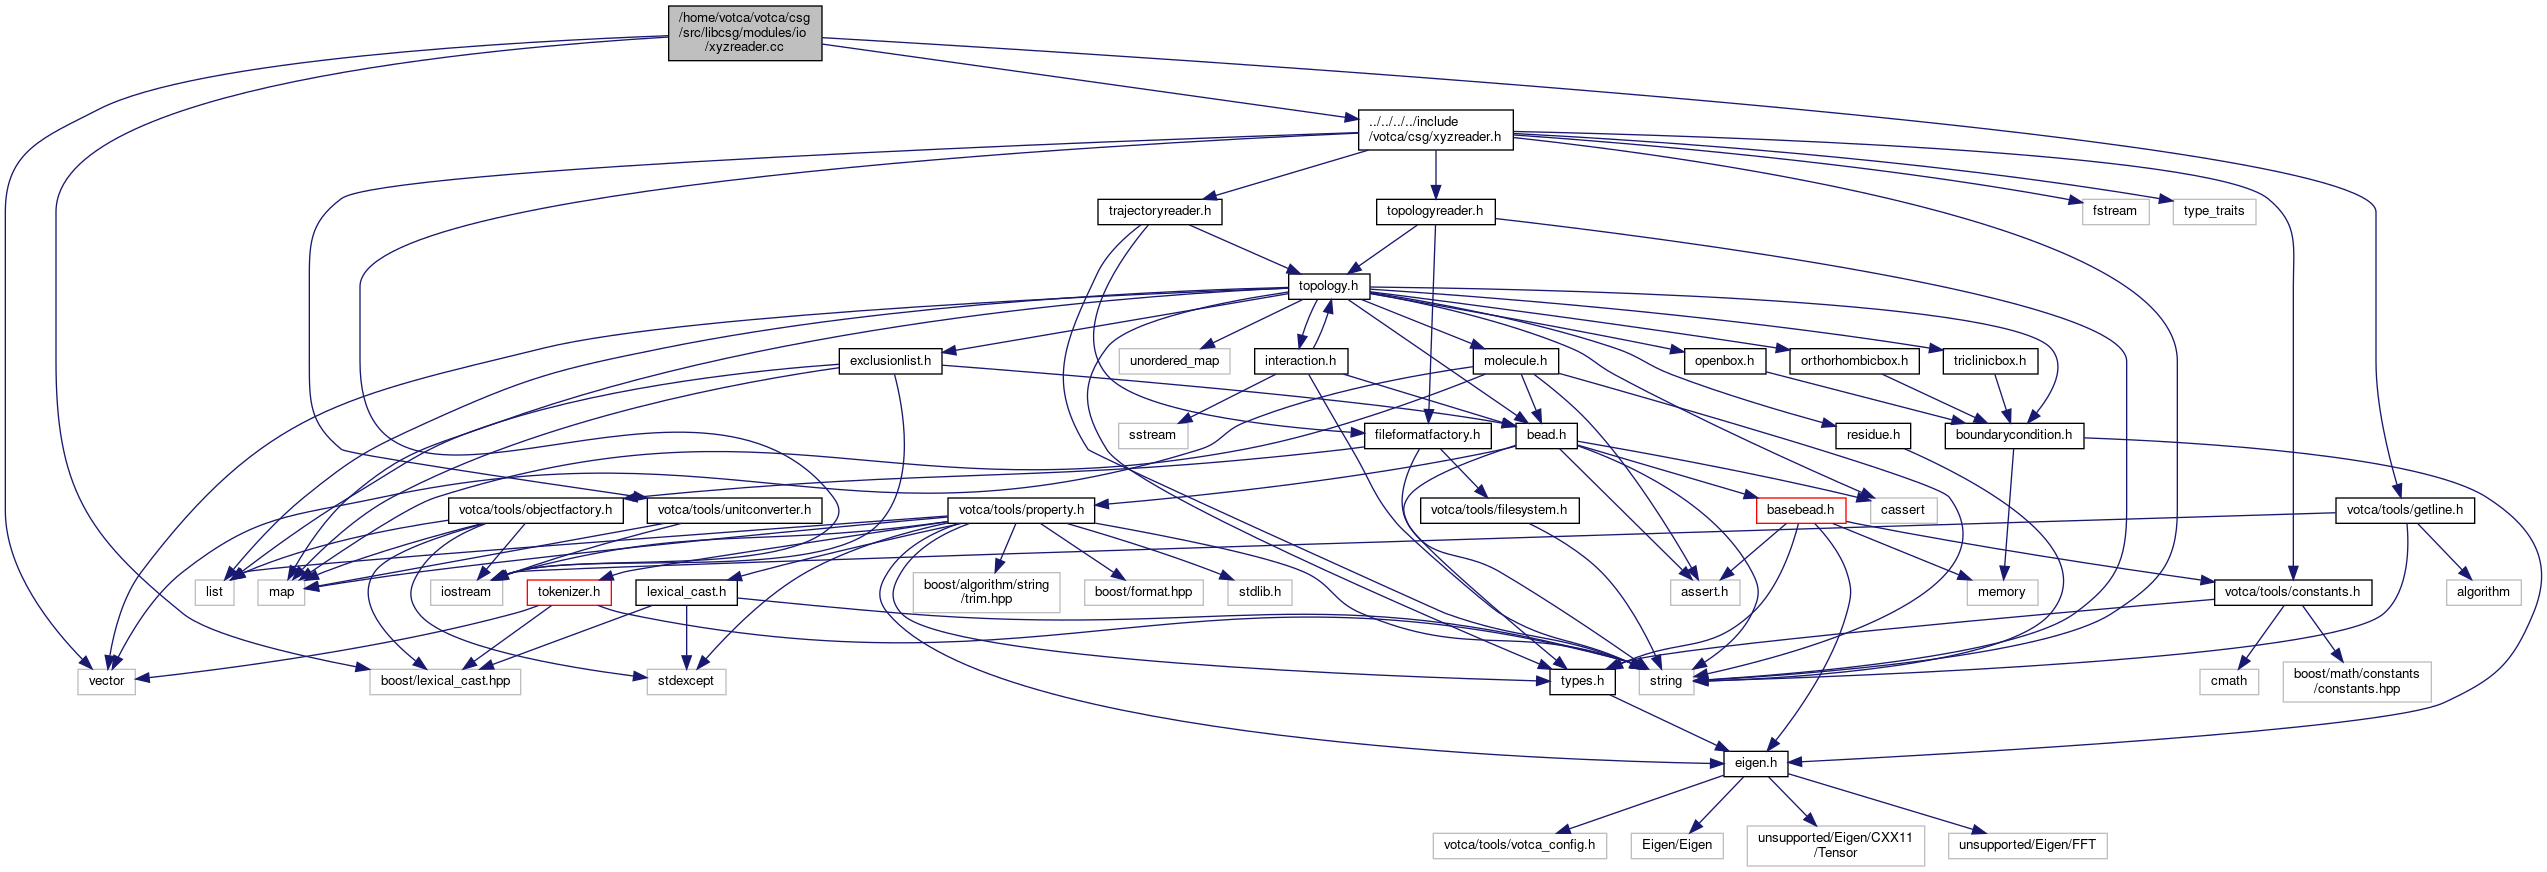 /home/votca/votca/csg
/src/libcsg/modules/io
/xyzreader.cc
../../../../include
/votca/csg/xyzreader.h
trajectoryreader.h
topologyreader.h
fstream
type_traits
topology.h
exclusionlist.h
unordered_map
interaction.h
molecule.h
openbox.h
orthorhombicbox.h
triclinicbox.h
sstream
fileformatfactory.h
bead.h
residue.h
boundarycondition.h
votca/tools/objectfactory.h
votca/tools/unitconverter.h
votca/tools/property.h
votca/tools/filesystem.h
basebead.h
cassert
votca/tools/getline.h
list
map
iostream
tokenizer.h
lexical_cast.h
boost/algorithm/string
/trim.hpp
boost/format.hpp
stdlib.h
assert.h
memory
votca/tools/constants.h
algorithm
vector
boost/lexical_cast.hpp
stdexcept
types.h
string
cmath
boost/math/constants
/constants.hpp
eigen.h
votca/tools/votca_config.h
Eigen/Eigen
unsupported/Eigen/CXX11
/Tensor
unsupported/Eigen/FFT